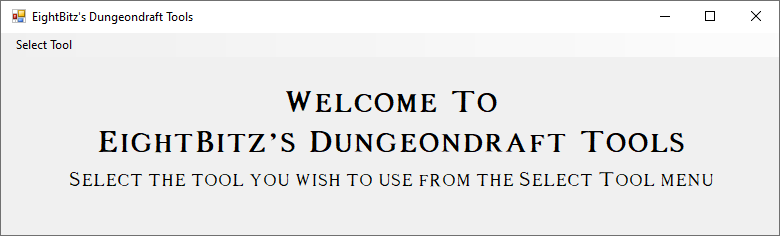 EightBitz's Dungeondraft Tools
Select Tool
Welcome To
EightBitz's Dungeondraft Tools
Select the tool you wish to use from the Select Tool menu